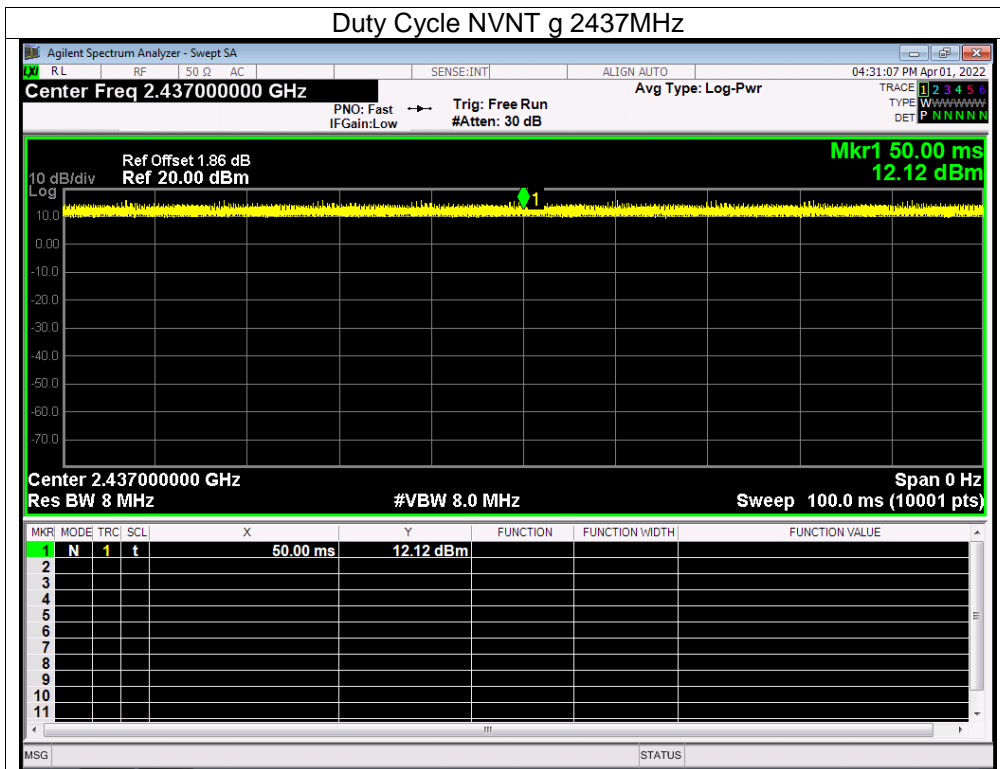 Duty Cycle NVNT g 2437MHz
Agilent Spectrum Analyzer - Swept SA
LXI RL RF 50 Ω AC SENSE:INT ALIGN AUTO 04:31:07 PM Apr 01, 2022
Center Freq 2.437000000 GHz Avg Type: Log-Pwr TRACE 1 2 3 4 5 6
PNO: Fast Trig: Free Run TYPE WWWWWW
IFGain:Low #Atten: 30 dB DET P N N N N N
Mkr1 50.00 ms
Ref Offset 1.86 dB
10 dB/div Ref 20.00 dBm 12.12 dBm
Log
1
10.0
0.00
-10.0
-20.0
-30.0
-40.0
-50.0
-60.0
-70.0
Center 2.437000000 GHz Span 0 Hz
Res BW 8 MHz #VBW 8.0 MHz Sweep 100.0 ms (10001 pts)
MKR MODE TRC SCL X Y FUNCTION FUNCTION WIDTH FUNCTION VALUE
1 N 1 t 50.00 ms 12.12 dBm
2
3
4
5
6
7
8
9
10
11
MSG STATUS